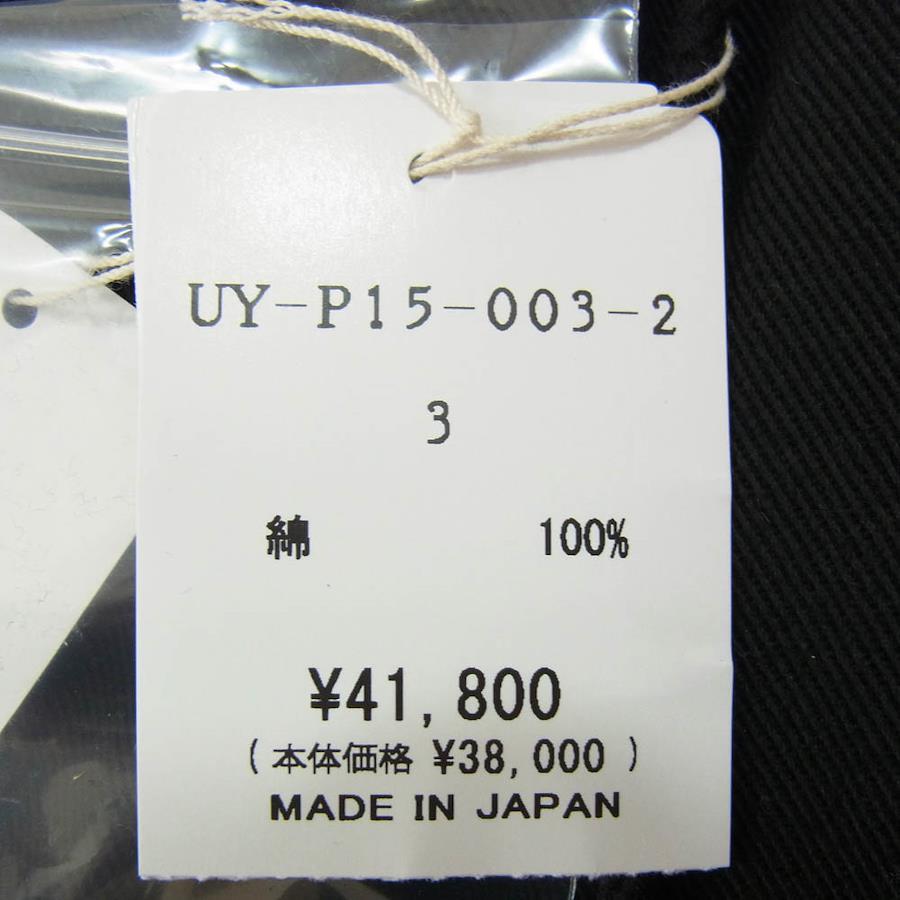 UY-P15-003-2
3
綿 100%
¥41,800
(本体価格 ¥38,000)
MADE IN JAPAN